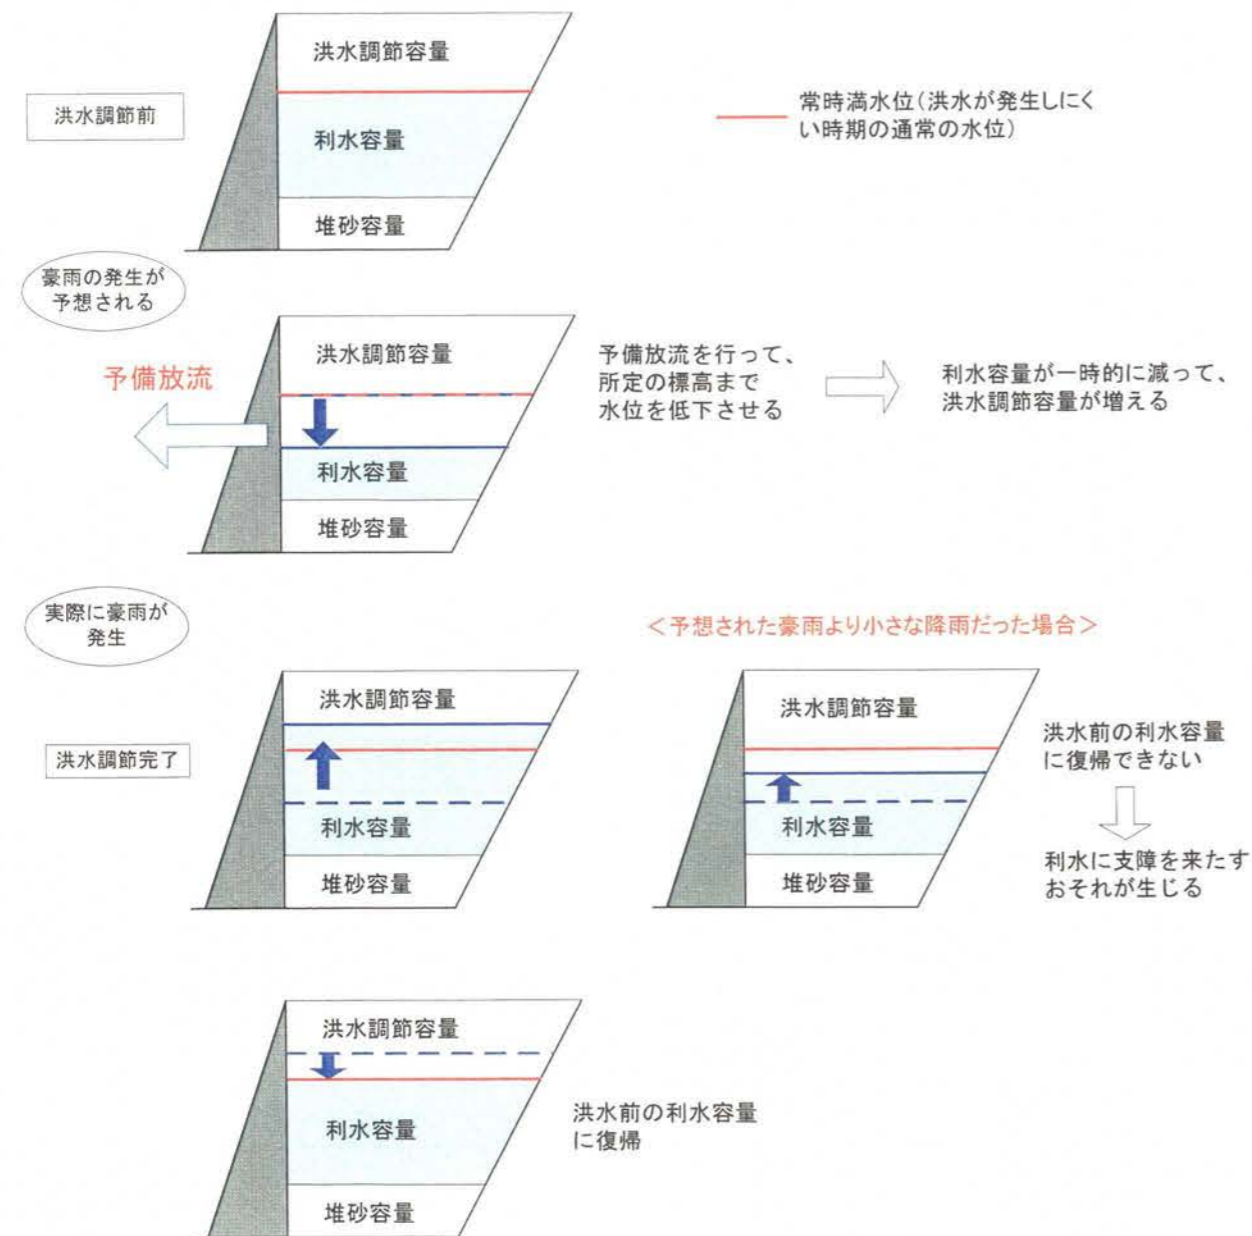 洪水調節容量
洪水調節前
利水容量
堆砂容量
常時満水位(洪水が発生しにく
い時期の通常の水位)
豪雨の発生が
予想される
予備放流
洪水調節容量
利水容量
堆砂容量
予備放流を行って、
所定の標高まで
水位を低下させる
利水容量が一時的に減って、
洪水調節容量が増える
実際に豪雨が
発生
<予想された豪雨より小さな降雨だった場合>
洪水調節完了
洪水調節容量
利水容量
堆砂容量
洪水調節容量
利水容量
堆砂容量
洪水前の利水容量
に復帰できない
利水に支障を来たす
おそれが生じる
洪水調節容量
利水容量
堆砂容量
洪水前の利水容量
に復帰